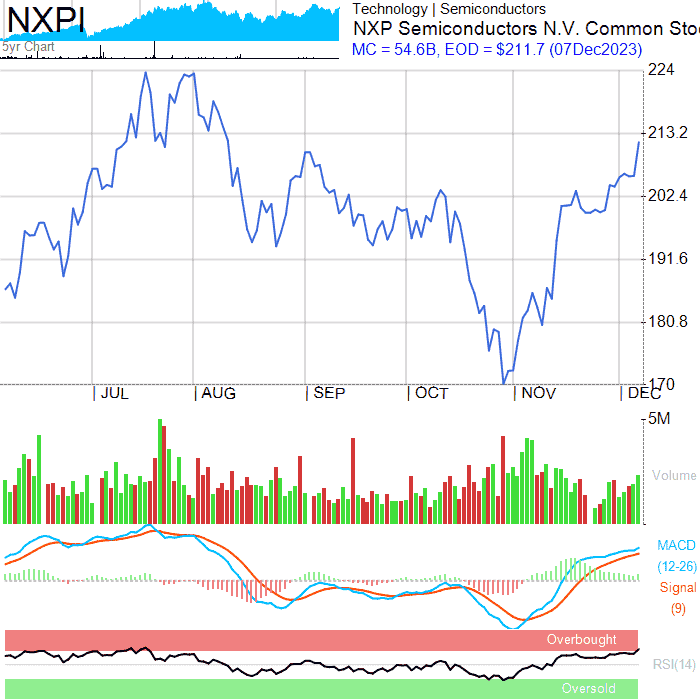 NXPI
5yr Chart
Technology | Semiconductors
NXP Semiconductors N.V. Common Sto
MC = 54.6B, EOD = $211.7 (07Dec2023)
224
213.2
202.4
191.6
180.8
170
JUL AUG SEP OCT NOV DEC
5M
Volume
MACD
(12-26)
Signal
(9)
Overbought
RSI(14)
Oversold